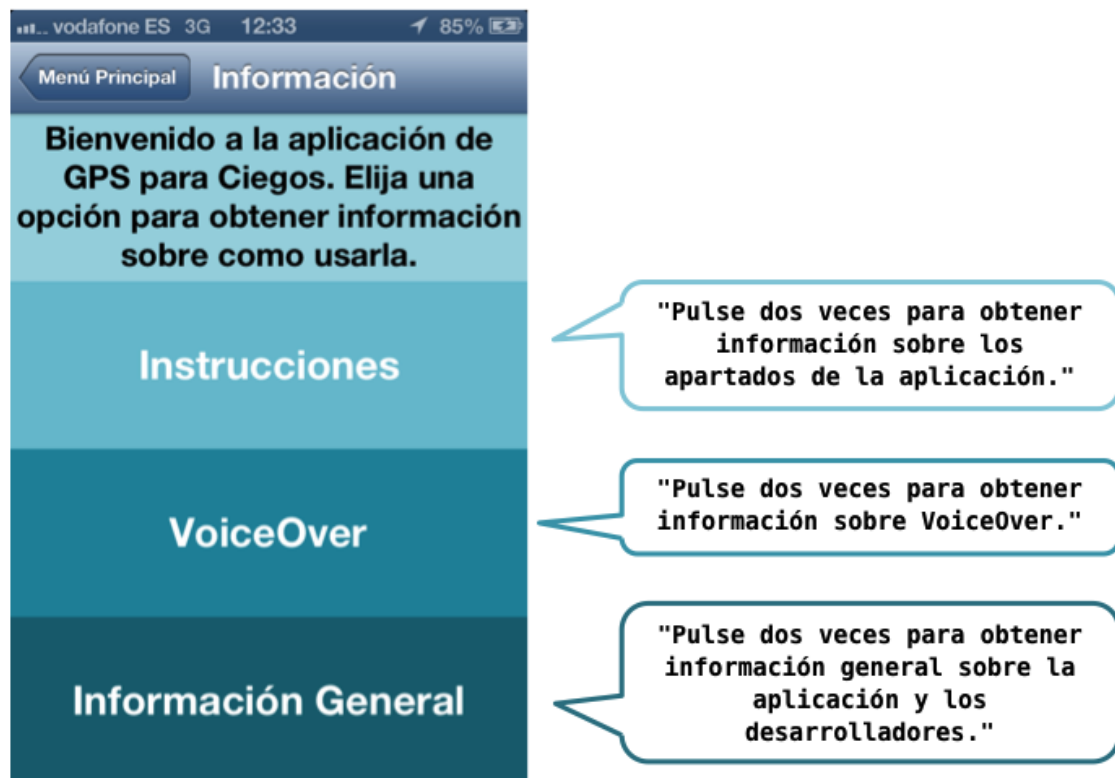 vodafone ES 3G 12:33 85%
Menú Principal Información
Bienvenido a la aplicación de
GPS para Ciegos. Elija una
opción para obtener información
sobre como usarla.
Instrucciones
"Pulse dos veces para obtener
información sobre los
apartados de la aplicación."
VoiceOver
"Pulse dos veces para obtener
información sobre VoiceOver."
Información General
"Pulse dos veces para obtener
información general sobre la
aplicación y los
desarrolladores."